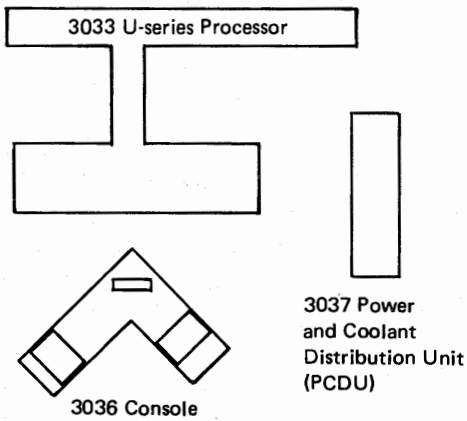 3033 U-series Processor
3037 Power
and Coolant
Distribution Unit
(PCDU)
3036 Console